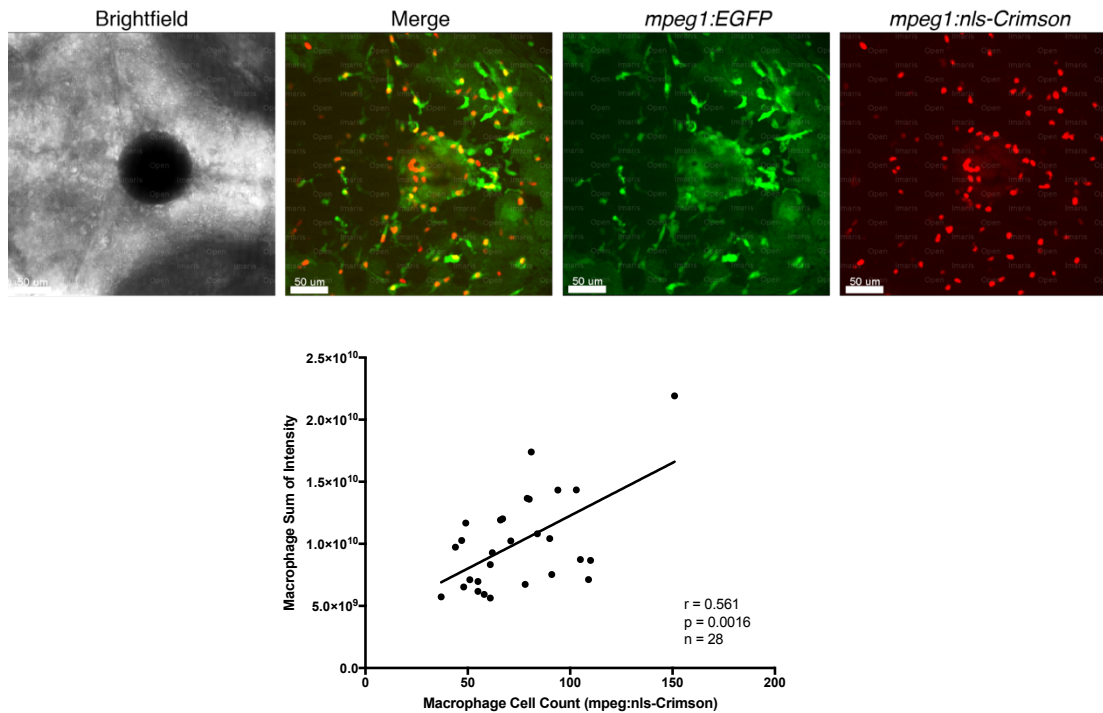 Brightfield
Merge
mpeg1:EGFP
mpeg1:nls-Crimson
50 um
50 um
50 um
50 um
Macrophage Sum of Intensity
2.5×10¹⁰
2.0×10¹⁰
1.5×10¹⁰
1.0×10¹⁰
5.0×10⁹
0.0
0
50
100
150
200
r = 0.561
p = 0.0016
n = 28
Macrophage Cell Count (mpeg:nls-Crimson)